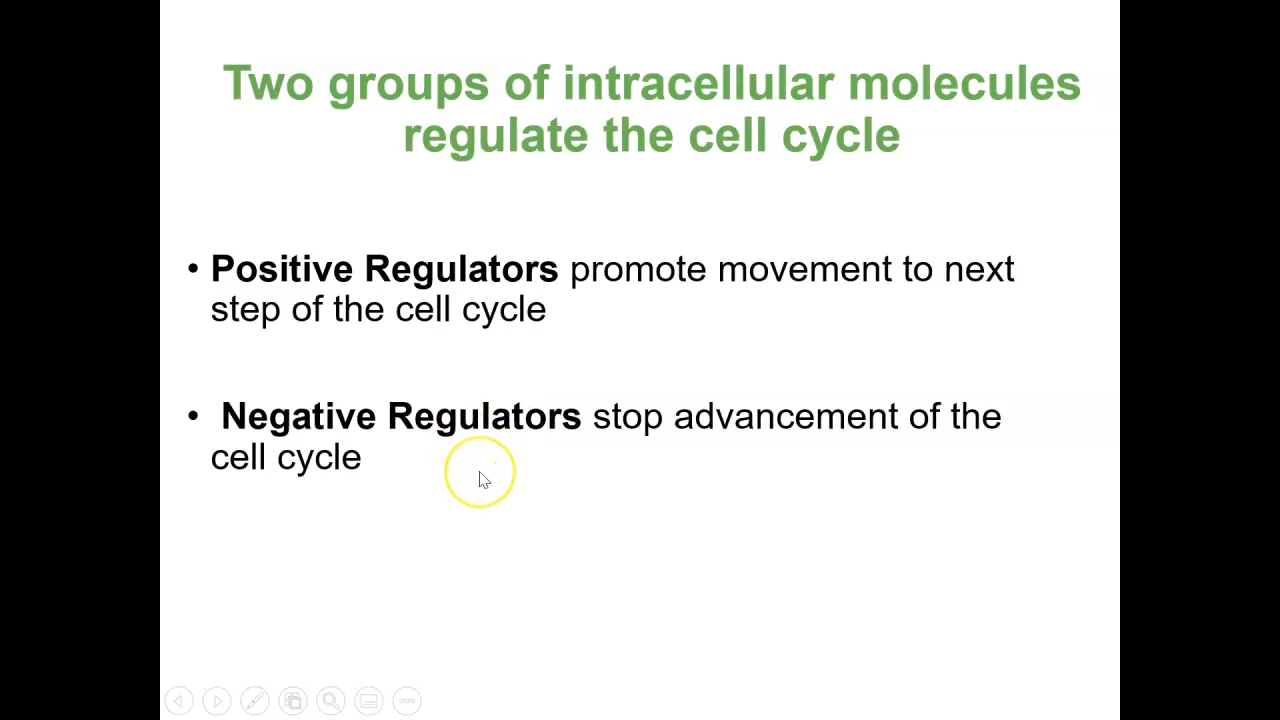 Two groups of intracellular molecules
regulate the cell cycle
• Positive Regulators promote movement to next
step of the cell cycle
• Negative Regulators stop advancement of the
cell cycle